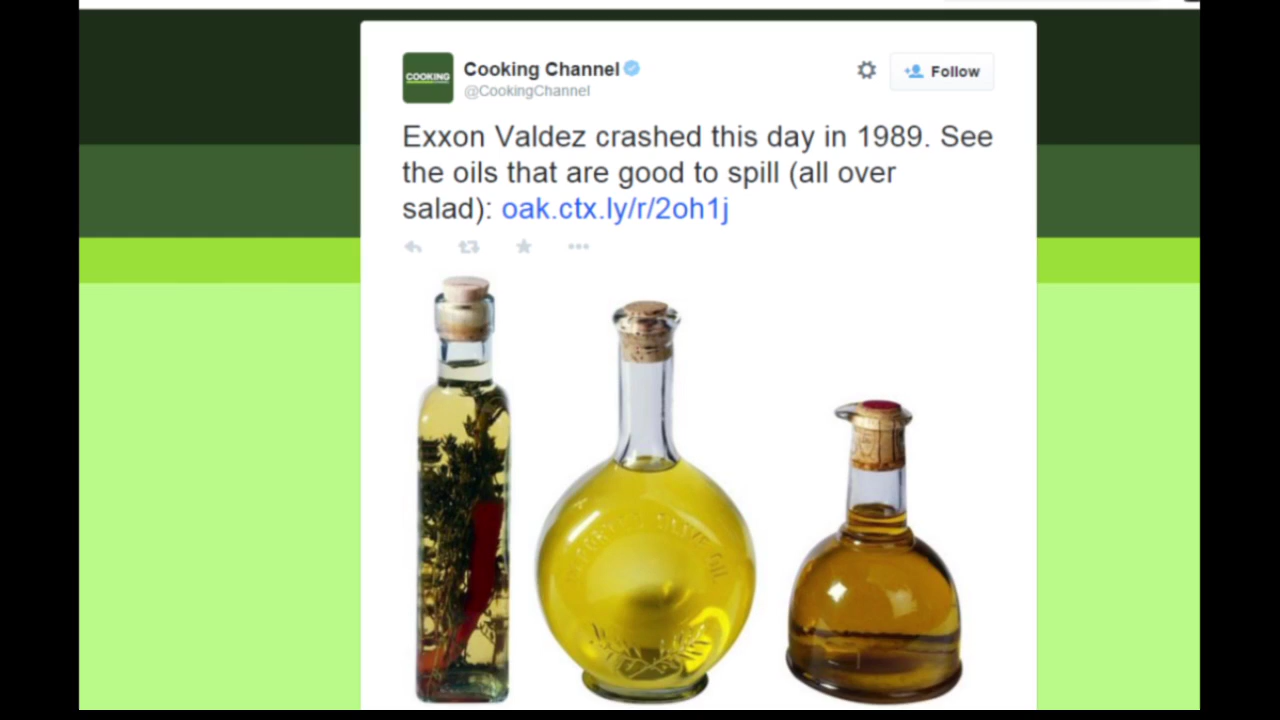 COOKING
Cooking Channel
@CookingChannel
Follow
Exxon Valdez crashed this day in 1989. See
the oils that are good to spill (all over
salad): oak.ctx.ly/r/2oh1j